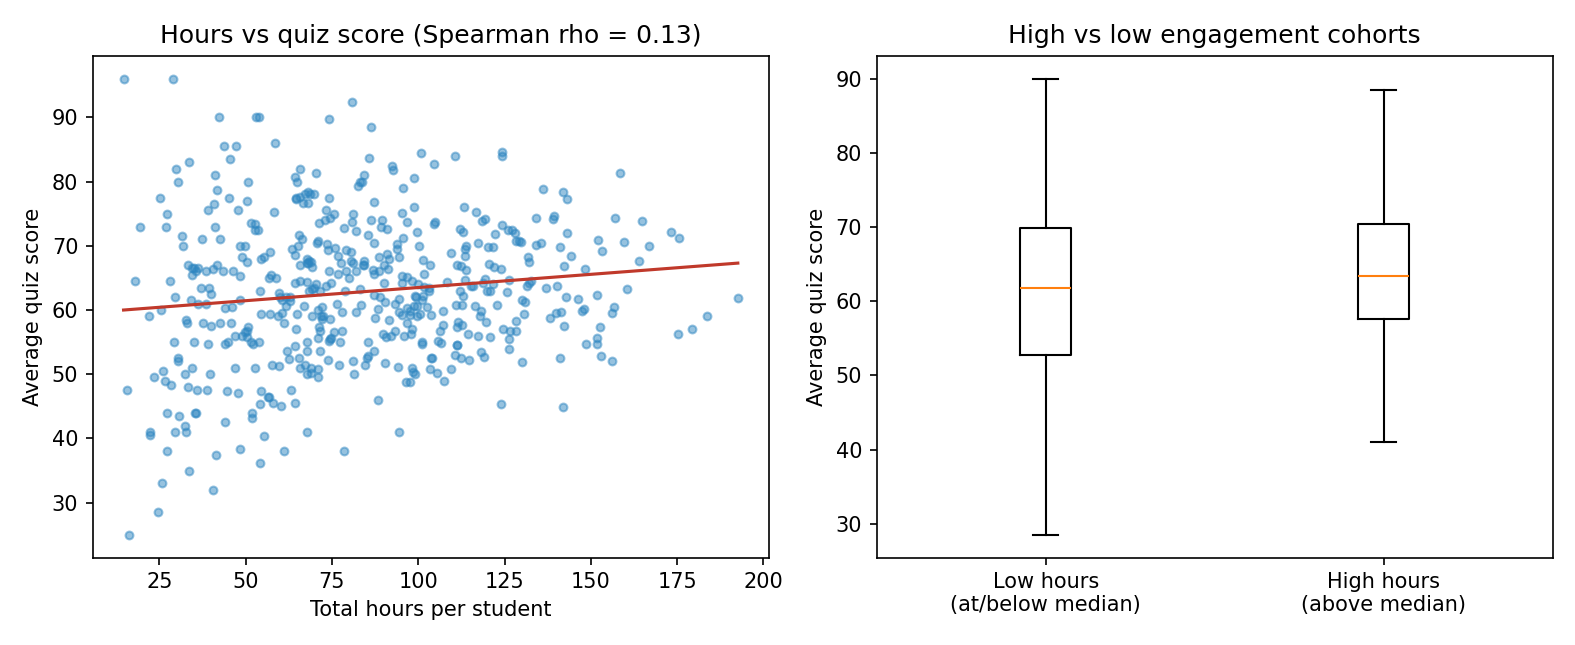 Hours vs quiz score (Spearman rho = 0.13)
90
80
70
60
50
40
30
Average quiz score
25 50 75 100 125 150 175 200
Total hours per student
High vs low engagement cohorts
90
80
70
60
50
40
30
Average quiz score
Low hours
(at/below median)
High hours
(above median)